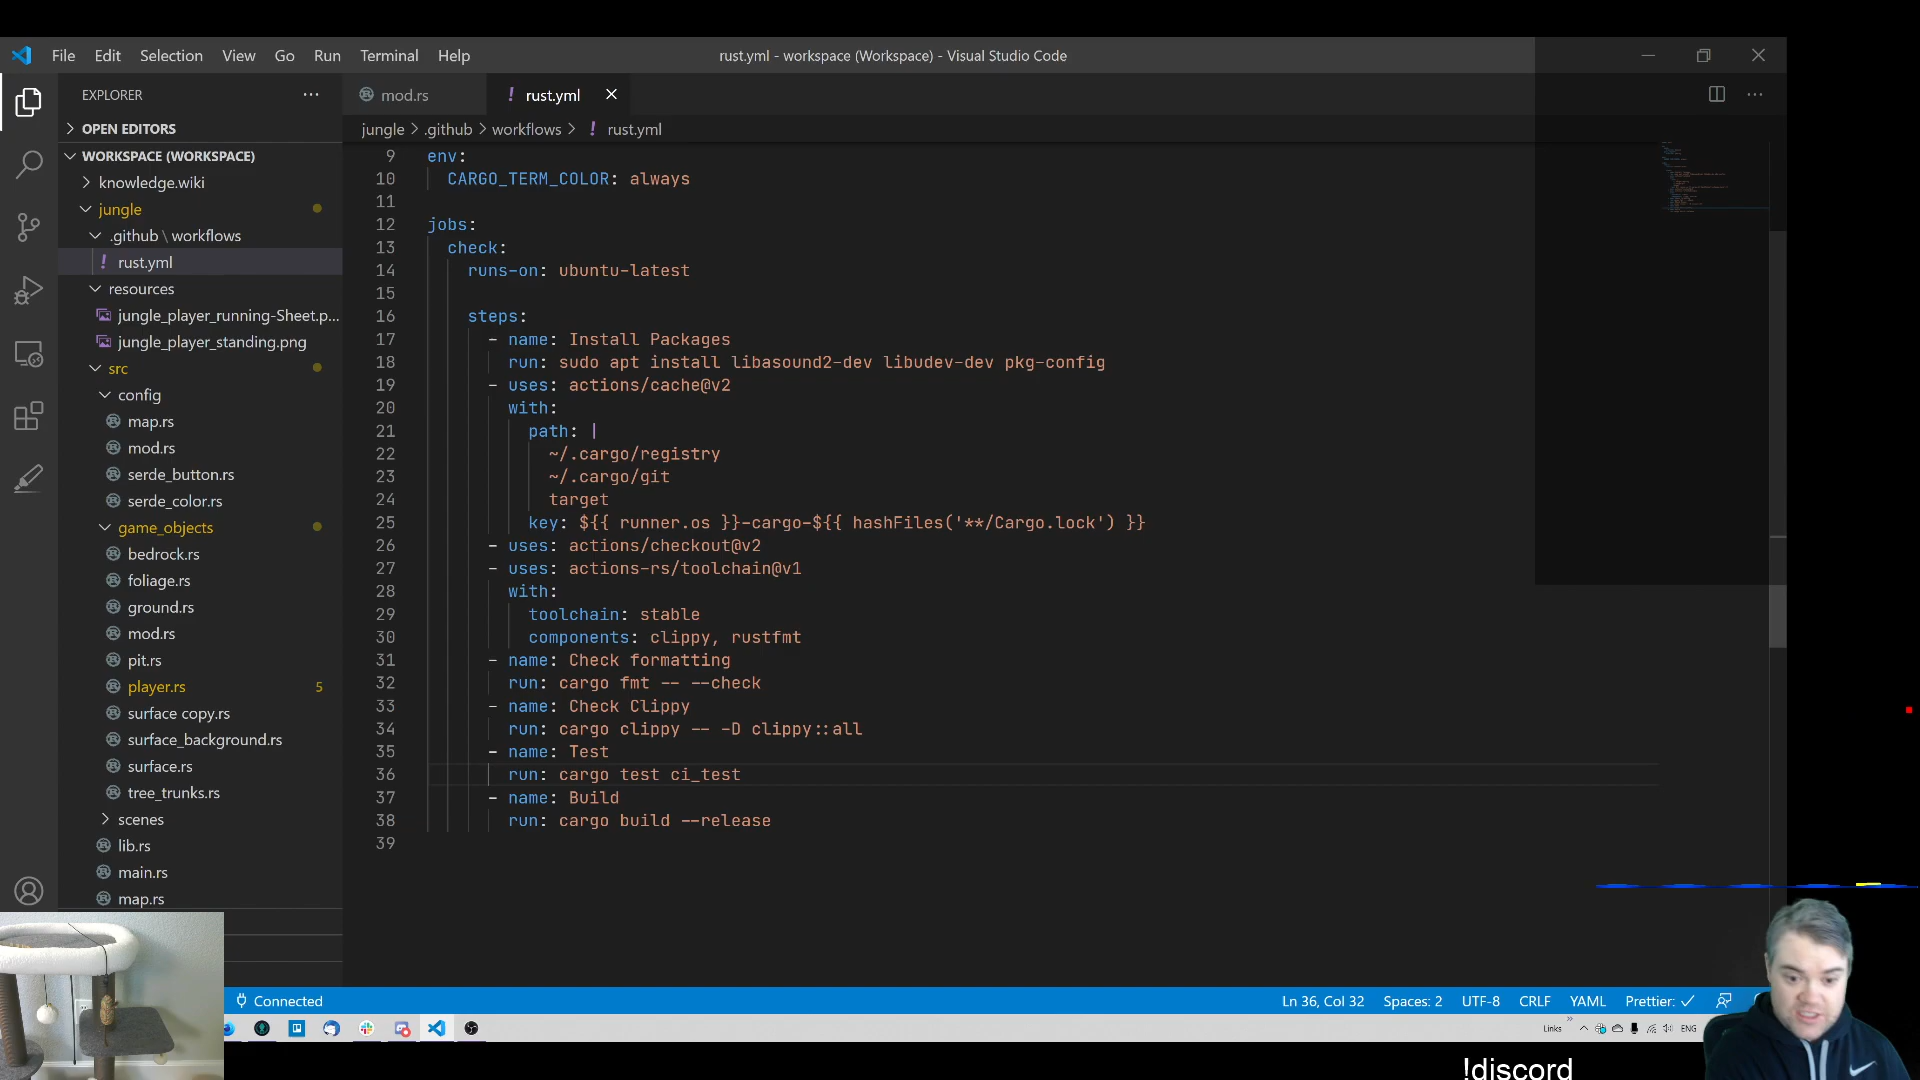 File Edit Selection View Go Run Terminal Help
rust.yml - workspace (Workspace) - Visual Studio Code
EXPLORER
mod.rs
! rust.yml
OPEN EDITORS
jungle > .github > workflows > ! rust.yml
WORKSPACE (WORKSPACE)
knowledge.wiki
jungle
.github \ workflows
! rust.yml
resources
jungle_player_running-Sheet.p...
jungle_player_standing.png
src
config
map.rs
mod.rs
serde_button.rs
serde_color.rs
game_objects
bedrock.rs
foliage.rs
ground.rs
mod.rs
pit.rs
player.rs 5
surface copy.rs
surface_background.rs
surface.rs
tree_trunks.rs
scenes
lib.rs
main.rs
map.rs
9 env:
10 CARGO_TERM_COLOR: always
11
12 jobs:
13 check:
14 runs-on: ubuntu-latest
15
16 steps:
17 - name: Install Packages
18 run: sudo apt install libasound2-dev libudev-dev pkg-config
19 - uses: actions/cache@v2
20 with:
21 path: |
22 ~/.cargo/registry
23 ~/.cargo/git
24 target
25 key: ${{ runner.os }}-cargo-${{ hashFiles('**/Cargo.lock') }}
26 - uses: actions/checkout@v2
27 - uses: actions-rs/toolchain@v1
28 with:
29 toolchain: stable
30 components: clippy, rustfmt
31 - name: Check formatting
32 run: cargo fmt -- --check
33 - name: Check Clippy
34 run: cargo clippy -- -D clippy::all
35 - name: Test
36 run: cargo test ci_test
37 - name: Build
38 run: cargo build --release
39
Connected
Ln 36, Col 32 Spaces: 2 UTF-8 CRLF YAML Prettier: ✓
Links ENG
!discord